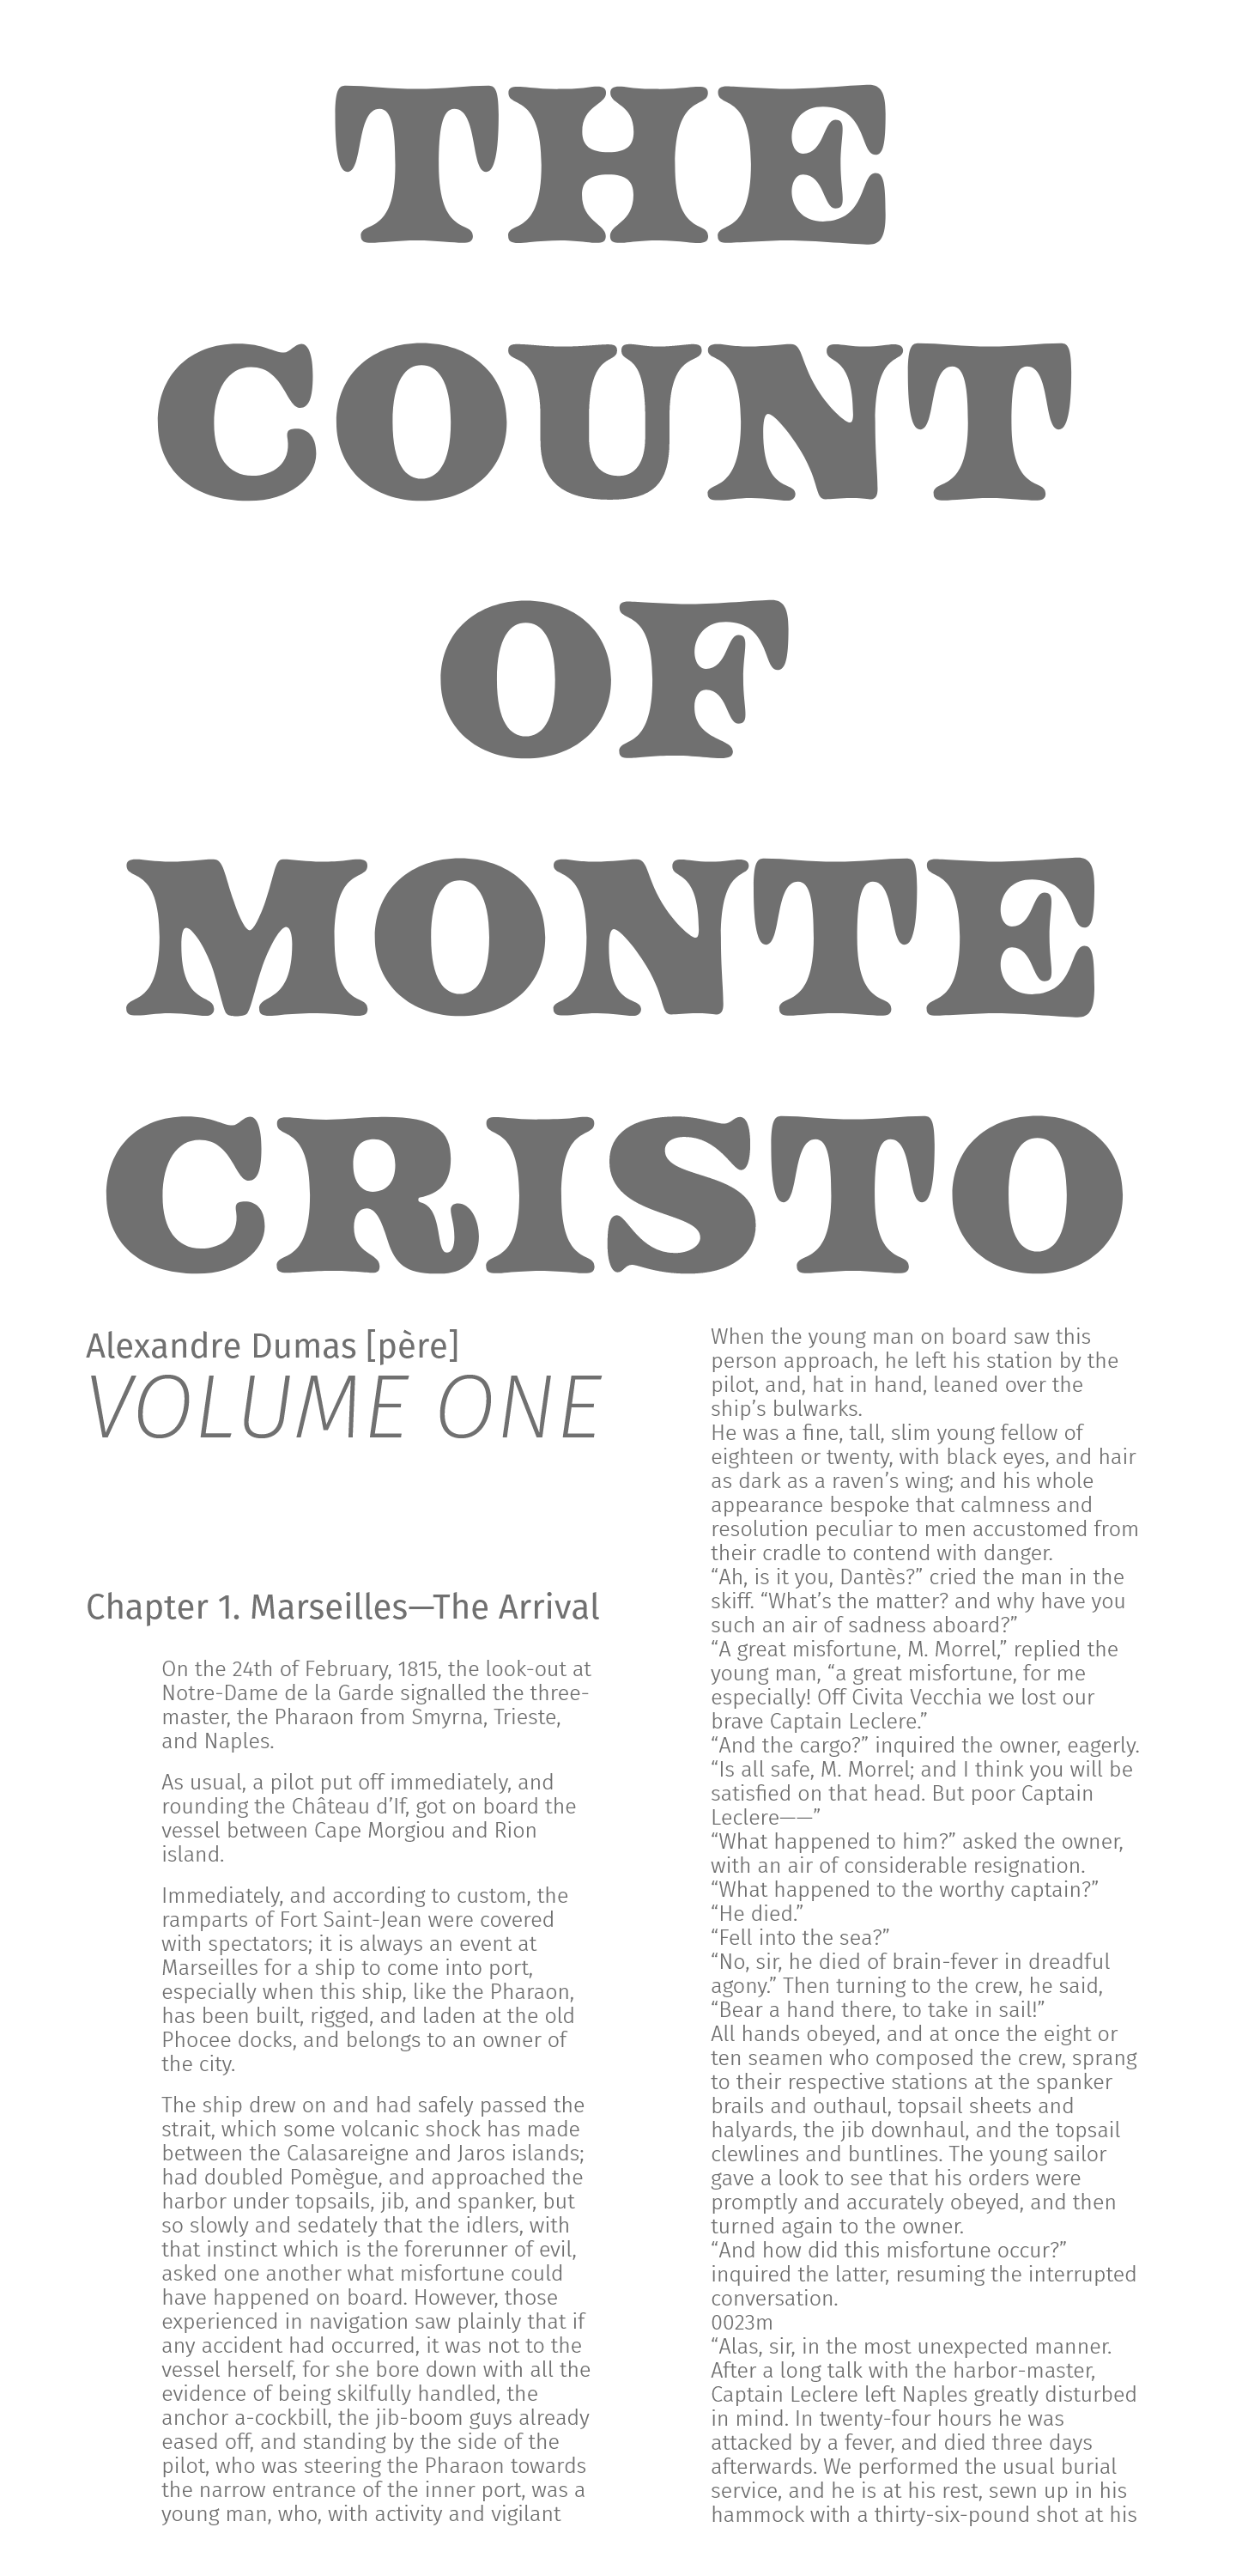 THE
COUNT
OF
MONTE
CRISTO
Alexandre Dumas [père]
VOLUME ONE
Chapter 1. Marseilles—The Arrival
On the 24th of February, 1815, the look-out at
Notre-Dame de la Garde signalled the three-
master, the Pharaon from Smyrna, Trieste,
and Naples.
As usual, a pilot put off immediately, and
rounding the Château d’If, got on board the
vessel between Cape Morgiou and Rion
island.
Immediately, and according to custom, the
ramparts of Fort Saint-Jean were covered
with spectators; it is always an event at
Marseilles for a ship to come into port,
especially when this ship, like the Pharaon,
has been built, rigged, and laden at the old
Phocee docks, and belongs to an owner of
the city.
The ship drew on and had safely passed the
strait, which some volcanic shock has made
between the Calasareigne and Jaros islands;
had doubled Pomègue, and approached the
harbor under topsails, jib, and spanker, but
so slowly and sedately that the idlers, with
that instinct which is the forerunner of evil,
asked one another what misfortune could
have happened on board. However, those
experienced in navigation saw plainly that if
any accident had occurred, it was not to the
vessel herself, for she bore down with all the
evidence of being skilfully handled, the
anchor a-cockbill, the jib-boom guys already
eased off, and standing by the side of the
pilot, who was steering the Pharaon towards
the narrow entrance of the inner port, was a
young man, who, with activity and vigilant
When the young man on board saw this
person approach, he left his station by the
pilot, and, hat in hand, leaned over the
ship’s bulwarks.
He was a fine, tall, slim young fellow of
eighteen or twenty, with black eyes, and hair
as dark as a raven’s wing; and his whole
appearance bespoke that calmness and
resolution peculiar to men accustomed from
their cradle to contend with danger.
“Ah, is it you, Dantès?” cried the man in the
skiff. “What’s the matter? and why have you
such an air of sadness aboard?”
“A great misfortune, M. Morrel,” replied the
young man, “a great misfortune, for me
especially! Off Civita Vecchia we lost our
brave Captain Leclere.”
“And the cargo?” inquired the owner, eagerly.
“Is all safe, M. Morrel; and I think you will be
satisfied on that head. But poor Captain
Leclere——”
“What happened to him?” asked the owner,
with an air of considerable resignation.
“What happened to the worthy captain?”
“He died.”
“Fell into the sea?”
“No, sir, he died of brain-fever in dreadful
agony.” Then turning to the crew, he said,
“Bear a hand there, to take in sail!”
All hands obeyed, and at once the eight or
ten seamen who composed the crew, sprang
to their respective stations at the spanker
brails and outhaul, topsail sheets and
halyards, the jib downhaul, and the topsail
clewlines and buntlines. The young sailor
gave a look to see that his orders were
promptly and accurately obeyed, and then
turned again to the owner.
“And how did this misfortune occur?”
inquired the latter, resuming the interrupted
conversation.
0023m
“Alas, sir, in the most unexpected manner.
After a long talk with the harbor-master,
Captain Leclere left Naples greatly disturbed
in mind. In twenty-four hours he was
attacked by a fever, and died three days
afterwards. We performed the usual burial
service, and he is at his rest, sewn up in his
hammock with a thirty-six-pound shot at his